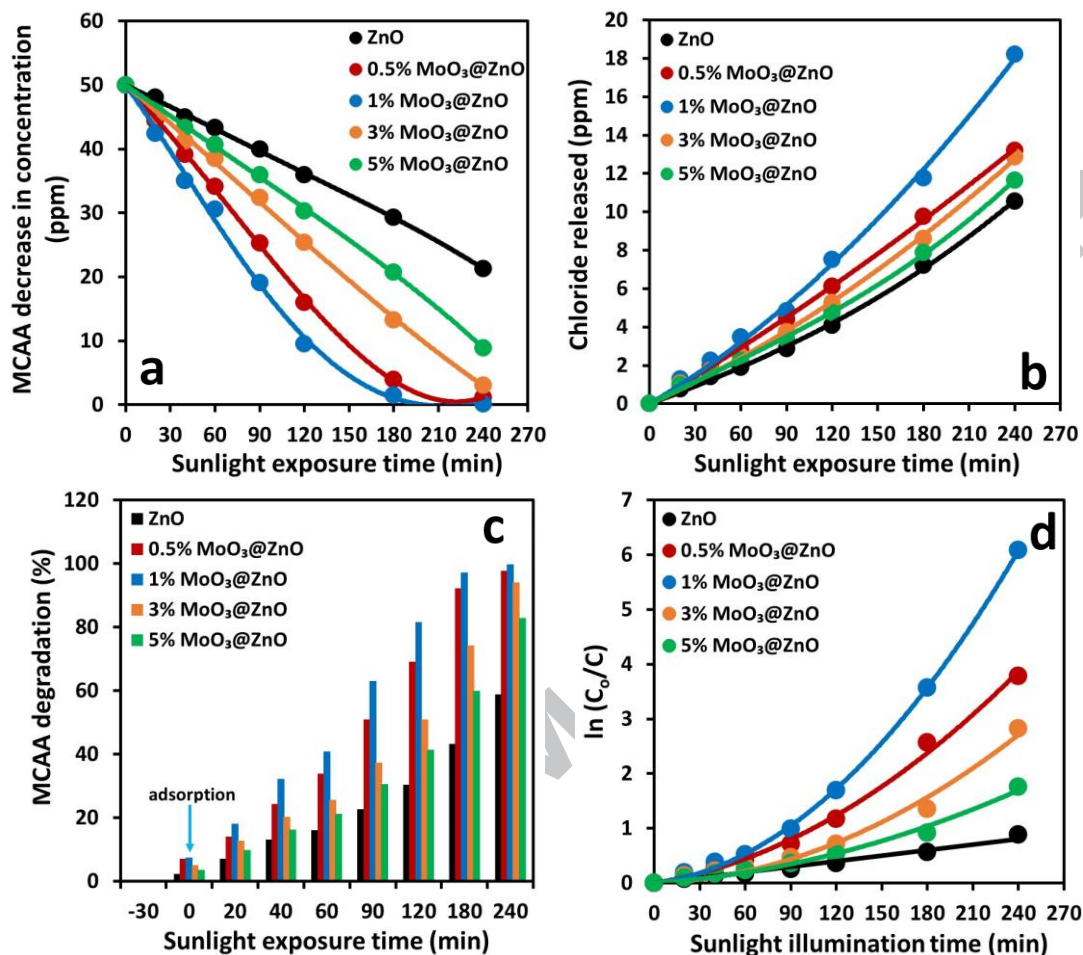 MCAA decrease in concentration
(ppm)
60
50
40
30
20
10
0
ZnO
0.5% MoO₃@ZnO
1% MoO₃@ZnO
3% MoO₃@ZnO
5% MoO₃@ZnO
a
0 30 60 90 120 150 180 210 240 270
Sunlight exposure time (min)
Chloride released (ppm)
20
18
16
14
12
10
8
6
4
2
0
ZnO
0.5% MoO₃@ZnO
1% MoO₃@ZnO
3% MoO₃@ZnO
5% MoO₃@ZnO
b
0 30 60 90 120 150 180 210 240 270
Sunlight exposure time (min)
MCAA degradation (%)
120
100
80
60
40
20
0
ZnO
0.5% MoO₃@ZnO
1% MoO₃@ZnO
3% MoO₃@ZnO
5% MoO₃@ZnO
c
adsorption
-30 0 20 40 60 90 120 180 240
Sunlight exposure time (min)
ln (Cₒ/C)
7
6
5
4
3
2
1
0
ZnO
0.5% MoO₃@ZnO
1% MoO₃@ZnO
3% MoO₃@ZnO
5% MoO₃@ZnO
d
0 30 60 90 120 150 180 210 240 270
Sunlight illumination time (min)